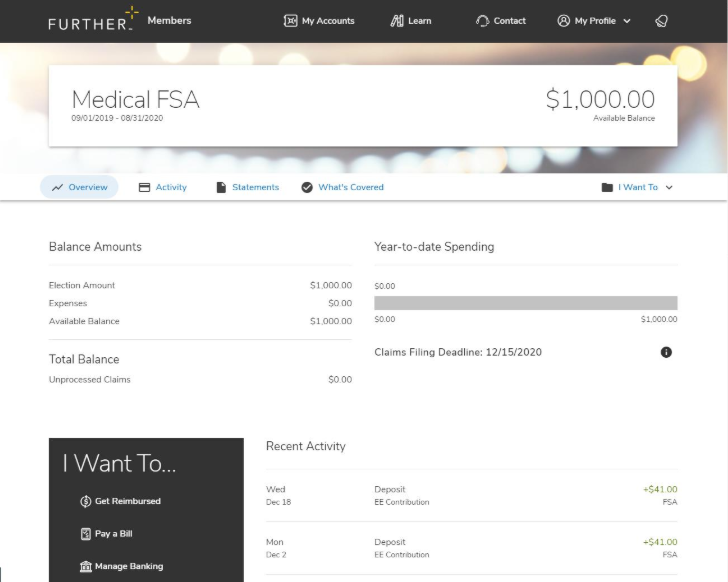 FURTHER Members
My Accounts
Learn
Contact
My Profile
Medical FSA
09/01/2019 - 08/31/2020
$1,000.00
Available Balance
Overview
Activity
Statements
What's Covered
I Want To
Balance Amounts
Election Amount $1,000.00
Expenses $0.00
Available Balance $1,000.00
Total Balance
Unprocessed Claims $0.00
Year-to-date Spending
$0.00
$0.00 $1,000.00
Claims Filing Deadline: 12/15/2020
I Want To...
Get Reimbursed
Pay a Bill
Manage Banking
Recent Activity
Wed Deposit +$41.00
Dec 18 EE Contribution FSA
Mon Deposit +$41.00
Dec 2 EE Contribution FSA